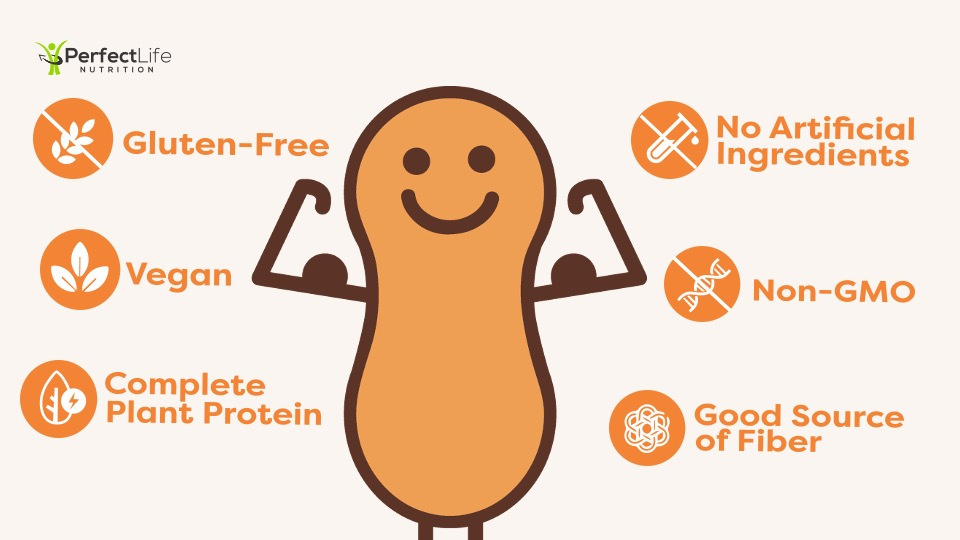 PerfectLife
NUTRITION
Gluten-Free
Vegan
Complete
Plant Protein
No Artificial
Ingredients
Non-GMO
Good Source
of Fiber